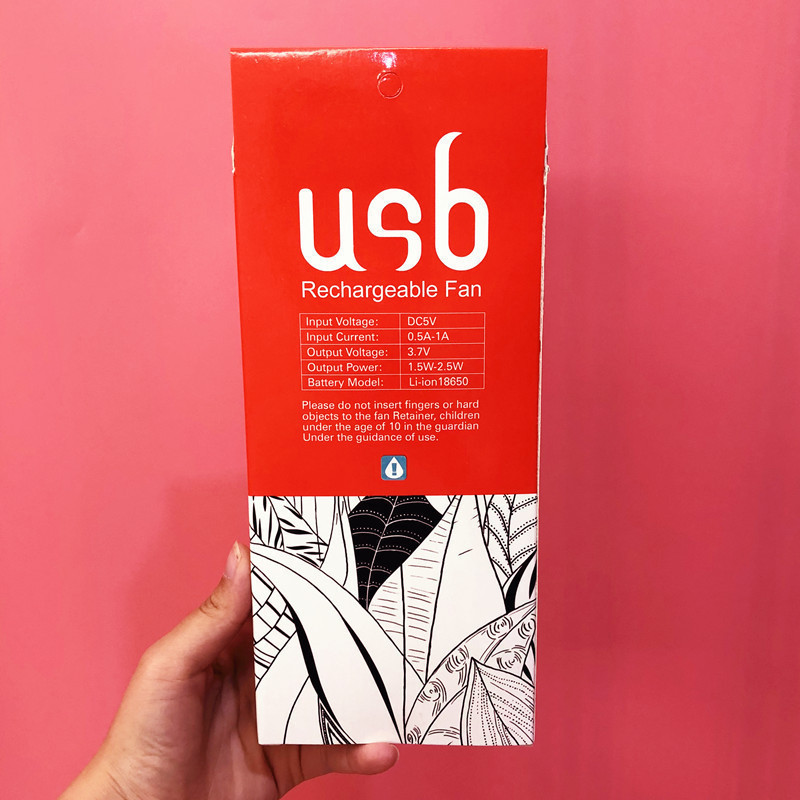 usb
Rechargeable Fan
Input Voltage: DC5V
Input Current: 0.5A-1A
Output Voltage: 3.7V
Output Power: 1.5W-2.5W
Battery Model: Li-ion18650
Please do not insert fingers or hard
objects to the fan Retainer, children
under the age of 10 in the guardian
Under the guidance of use.
!